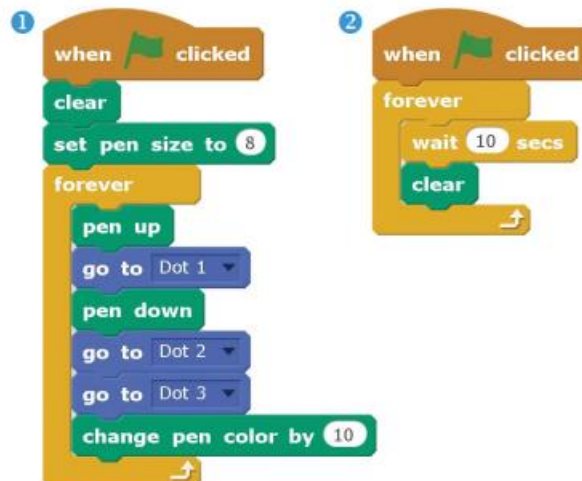 1
when clicked
clear
set pen size to 8
forever
pen up
go to Dot 1
pen down
go to Dot 2
go to Dot 3
change pen color by 10
2
when clicked
forever
wait 10 secs
clear